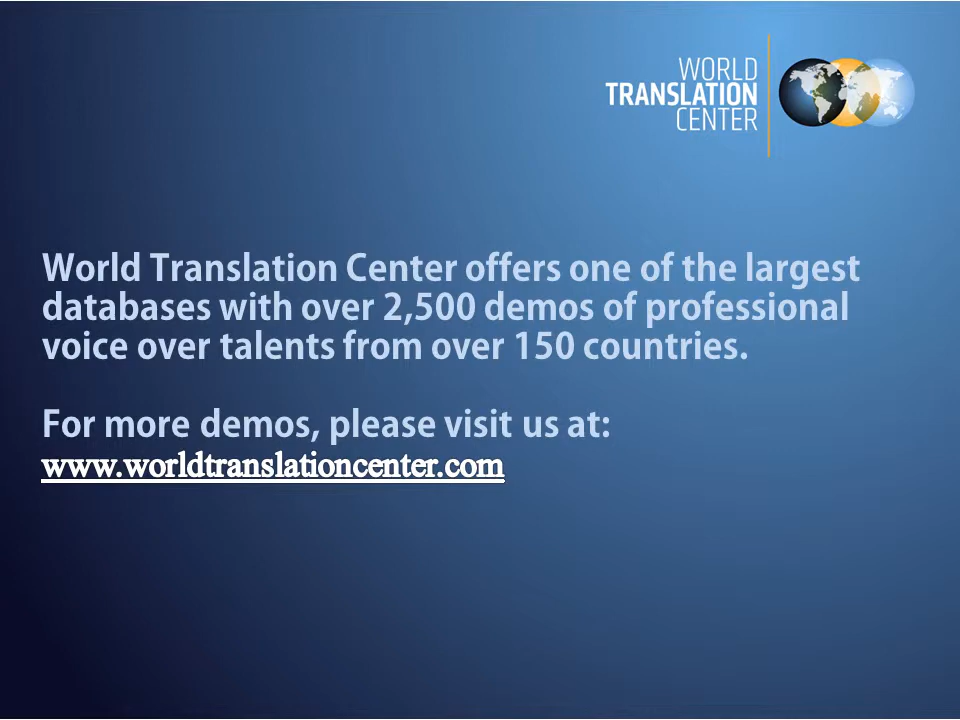 WORLD
TRANSLATION
CENTER
World Translation Center offers one of the largest
databases with over 2,500 demos of professional
voice over talents from over 150 countries.
For more demos, please visit us at:
www.worldtranslationcenter.com